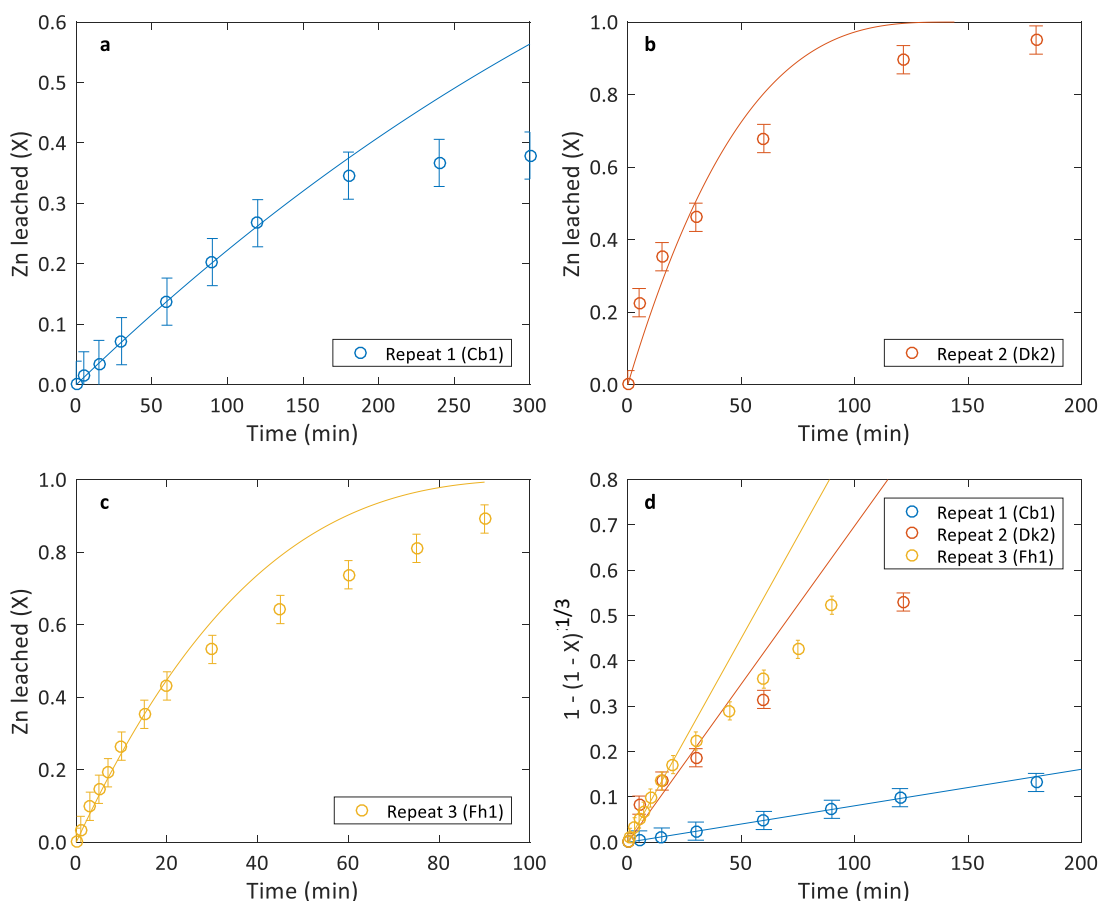 a
0.6
0.5
0.4
0.3
0.2
0.1
0.0
Zn leached (X)
Repeat 1 (Cb1)
0
50
100
150
200
250
300
Time (min)
b
1.0
0.8
0.6
0.4
0.2
0.0
Zn leached (X)
Repeat 2 (Dk2)
0
50
100
150
200
Time (min)
c
1.0
0.8
0.6
0.4
0.2
0.0
Zn leached (X)
Repeat 3 (Fh1)
0
20
40
60
80
100
Time (min)
d
Repeat 1 (Cb1)
Repeat 2 (Dk2)
Repeat 3 (Fh1)
0.8
0.7
0.6
0.5
0.4
0.3
0.2
0.1
0.0
1 - (1 - X)^1/3
0
50
100
150
200
Time (min)